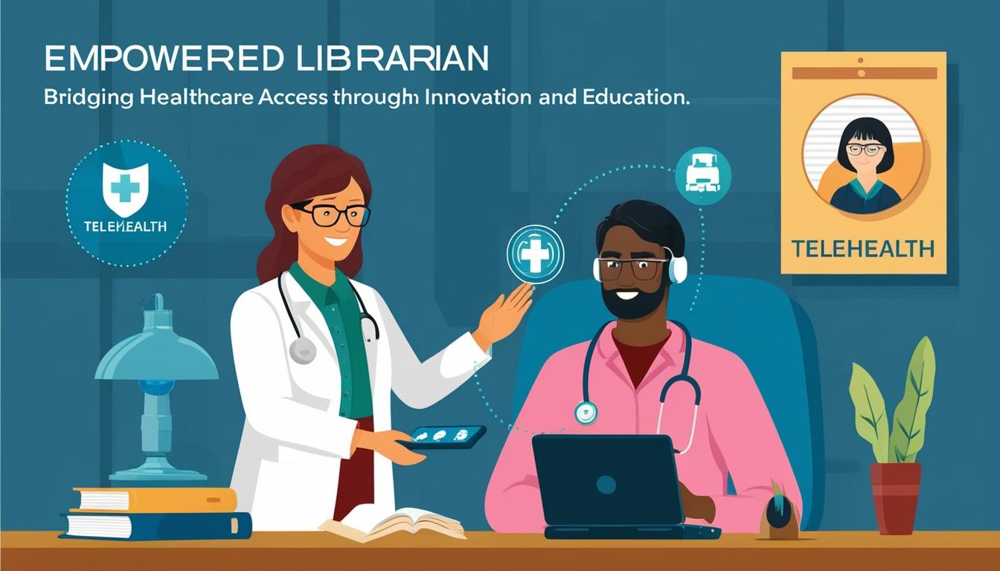 EMPOWERED LIBRARIAN
Bridging Healthcare Access through Innovation and Education.
TELEHEALTH
TELEHEALTH